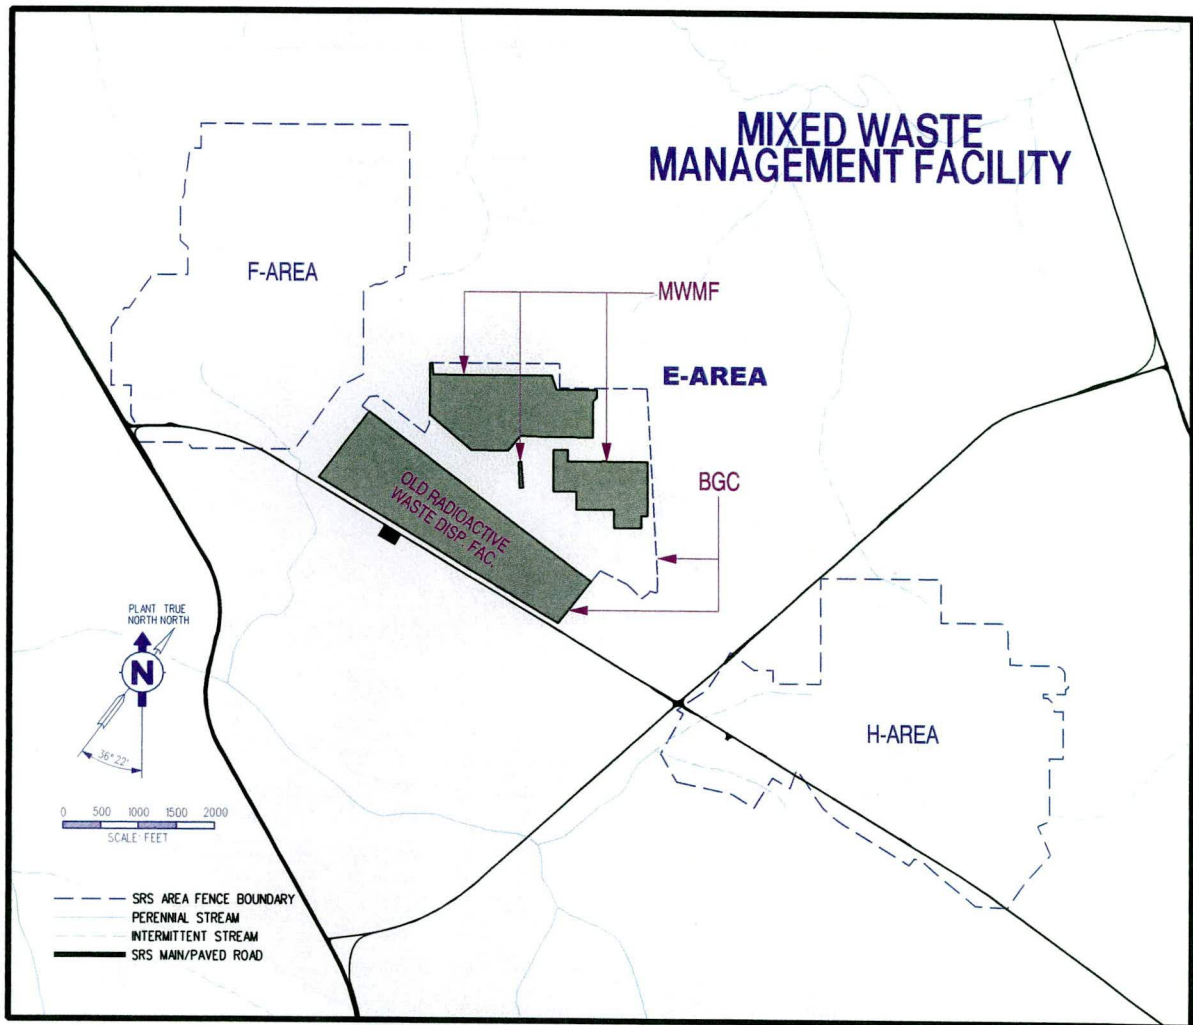 MIXED WASTE
MANAGEMENT FACILITY
F-AREA
MWMF
E-AREA
BGC
OLD RADIOACTIVE
WASTE DISP. FAC.
PLANT TRUE
NORTH NORTH
N
36° 22'
H-AREA
0 500 1000 1500 2000
SCALE: FEET
SRS AREA FENCE BOUNDARY
PERENNIAL STREAM
INTERMITTENT STREAM
SRS MAIN/PAVED ROAD